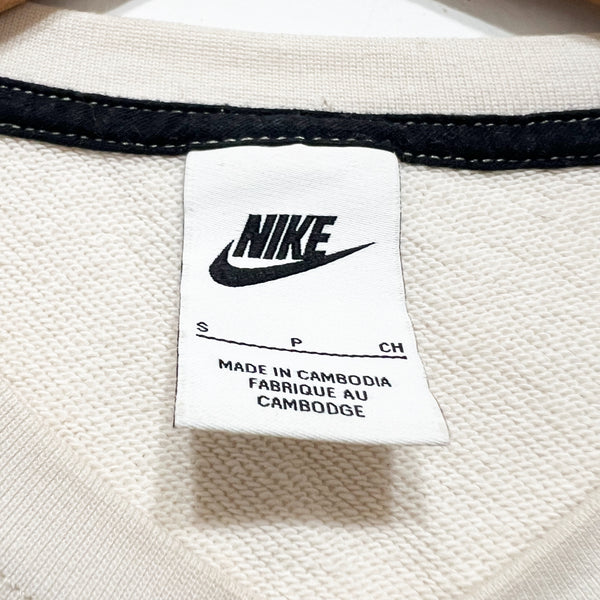 NIKE
S P CH
MADE IN CAMBODIA
FABRIQUE AU
CAMBODGE